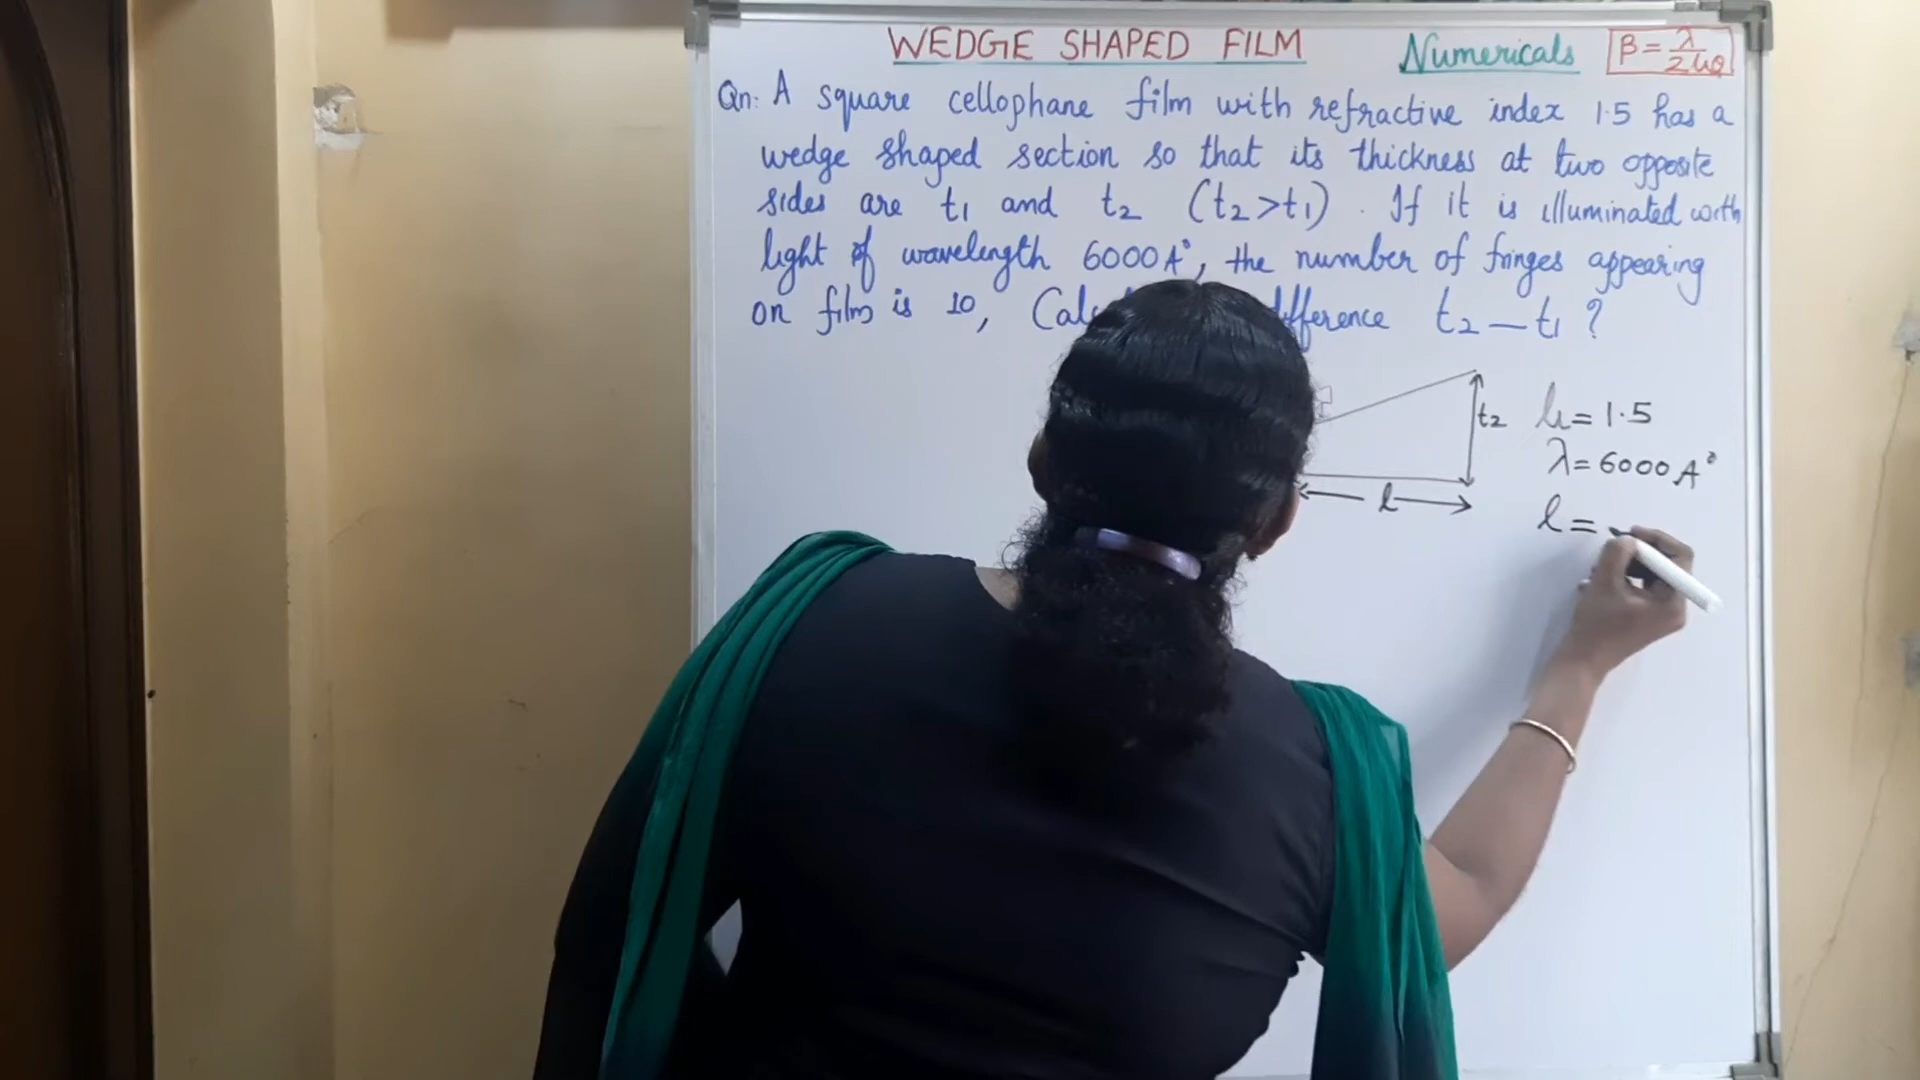 WEDGE SHAPED FILM Numericals β = λ/2μθ
Qn: A square cellophane film with refractive index 1.5 has a
wedge shaped section so that its thickness at two opposite
sides are t₁ and t₂ (t₂>t₁). If it is illuminated with
light of wavelength 6000A°, the number of fringes appearing
on film is 10, difference t₂ — t₁ ?
t₂ μ = 1.5
λ = 6000 A°
l l =